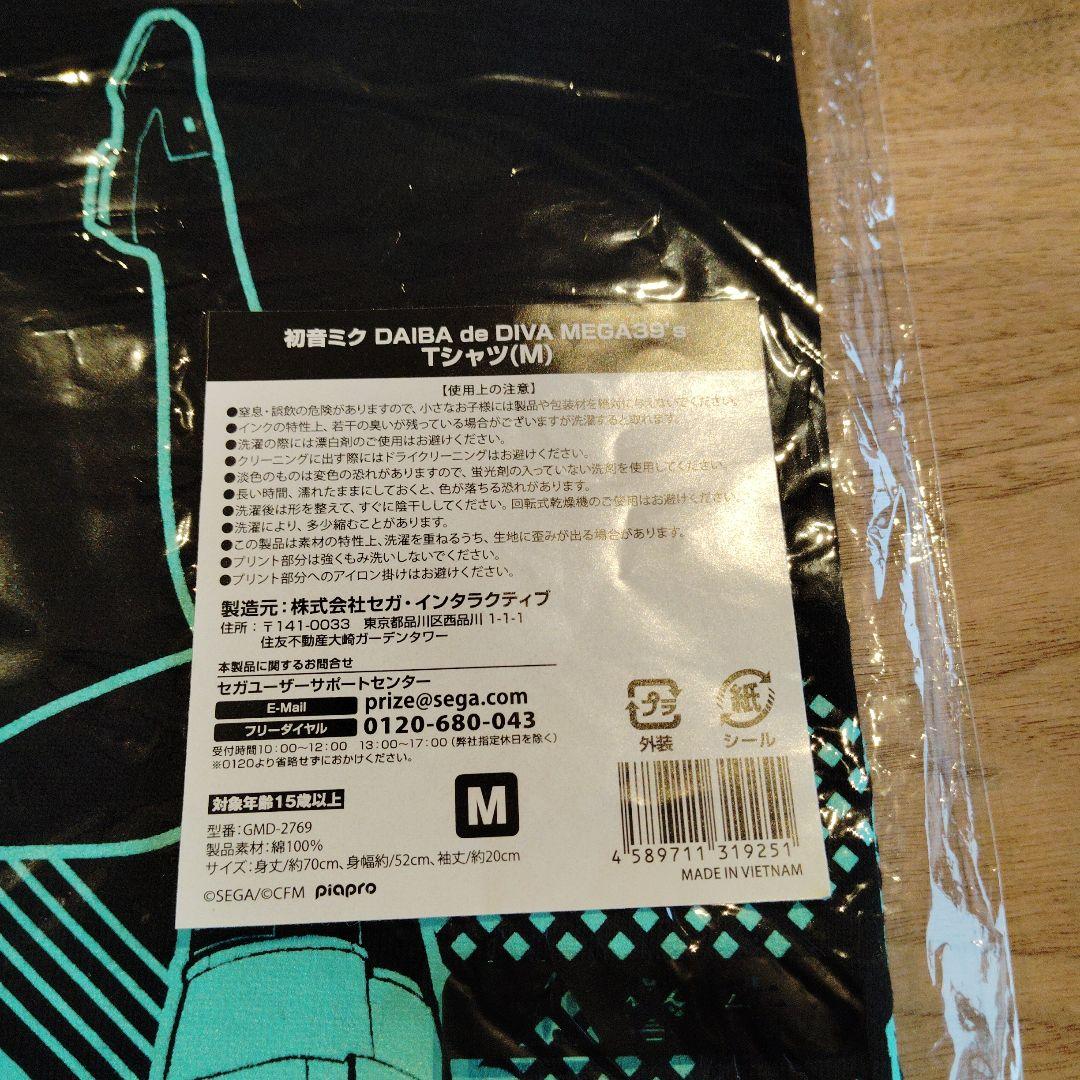 初音ミク DAIBA de DIVA MEGA39's
Tシャツ(M)
【使用上の注意】
●窒息・誤飲の危険がありますので、小さなお子様には製品や包装材を絶対に与えないでください。
●インクの特性上、若干の臭いが残っている場合がございますが洗濯すると取れます。
●洗濯の際には漂白剤のご使用はお避けください。
●クリーニングに出す際にはドライクリーニングはお避けください。
●淡色のものは変色の恐れがありますので、蛍光剤の入っていない洗剤を使用してください。
●長い時間、濡れたままにしておくと、色が落ちる恐れがあります。
●洗濯後は形を整えて、すぐに陰干ししてください。回転式乾燥機のご使用はお避けください。
●洗濯により、多少縮むことがあります。
●この製品は素材の特性上、洗濯を重ねるうち、生地に歪みが出る場合があります。
●プリント部分は強くもみ洗いしないでください。
●プリント部分へのアイロン掛けはお避けください。
製造元:株式会社セガ・インタラクティブ
住所:〒141-0033 東京都品川区西品川1-1-1
住友不動産大崎ガーデンタワー
本製品に関するお問合せ
セガユーザーサポートセンター
E-Mail prize@sega.com
フリーダイヤル 0120-680-043
受付時間10:00~12:00 13:00~17:00(弊社指定休日を除く)
※0120より省略せずにおかけください。
プラ
外装
紙
シール
対象年齢15歳以上
M
型番:GMD-2769
製品素材:綿100%
サイズ:身丈/約70cm、身幅約/52cm、袖丈/約20cm
©SEGA/©CFM piapro
4 589711 319251
MADE IN VIETNAM